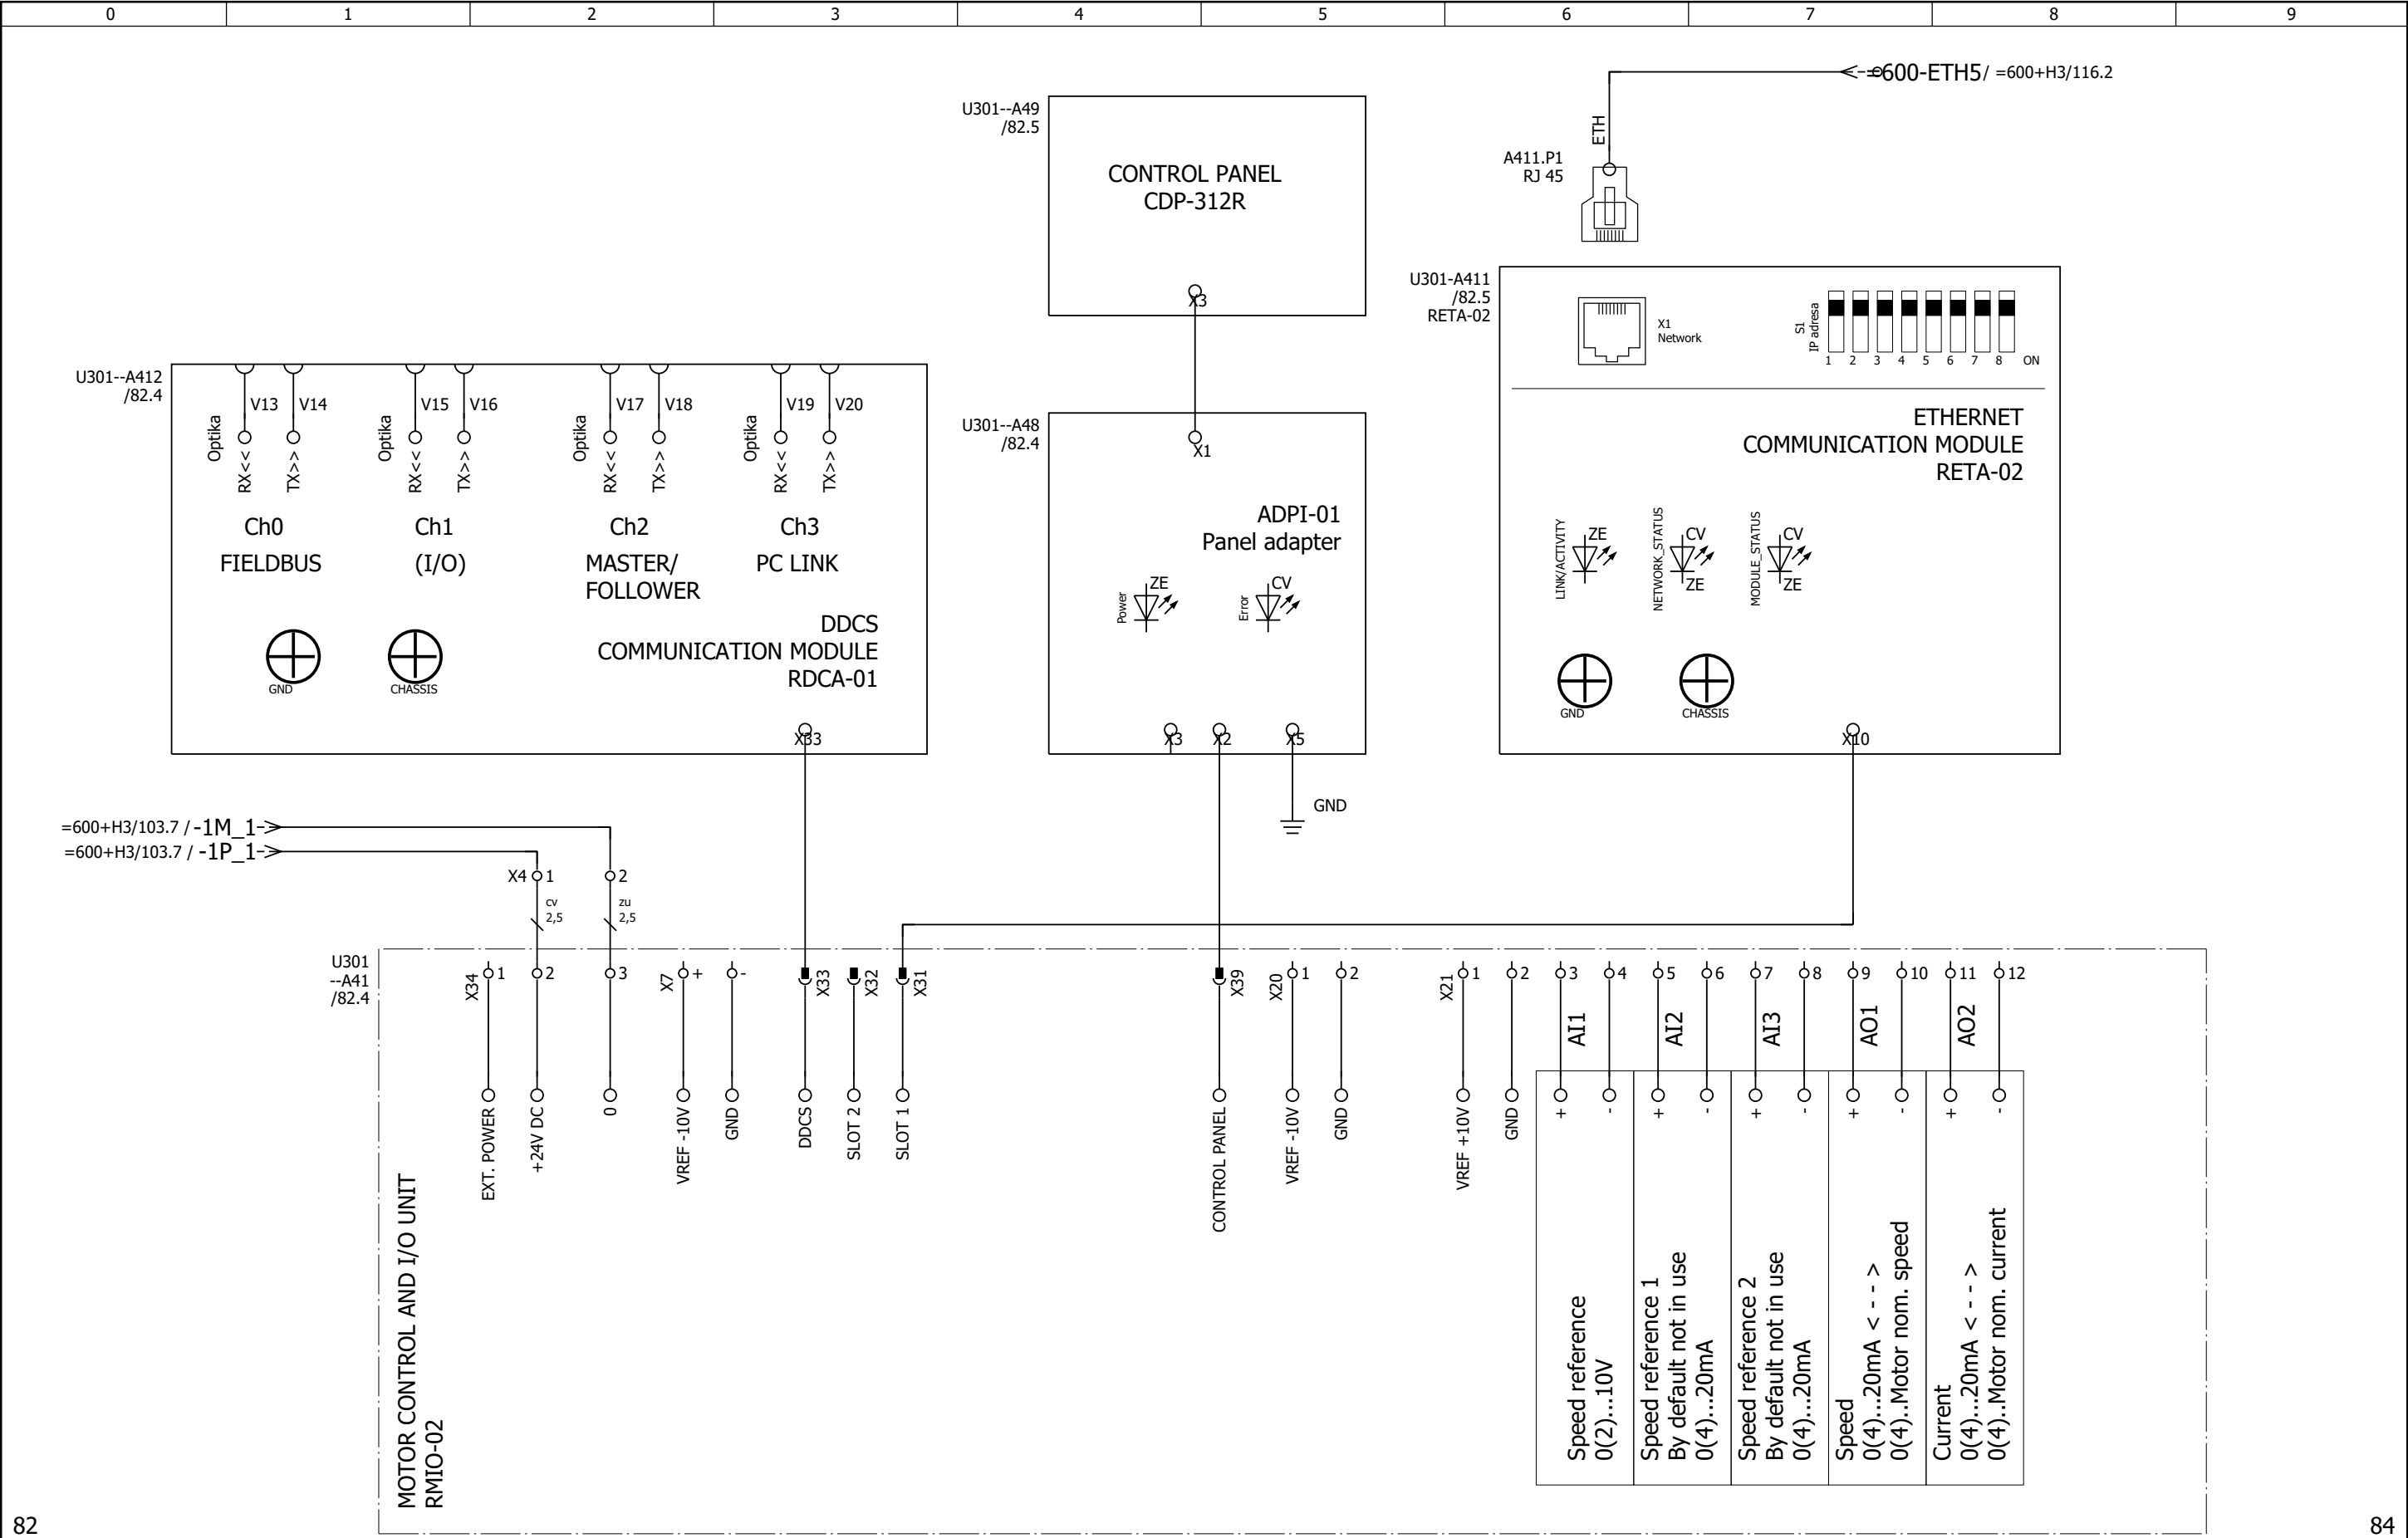 0 1 2 3 4 5 6 7 8 9
=600-ETH5/ =600+H3/116.2
ETH
A411.P1
RJ 45
U301--A49
/82.5
CONTROL PANEL
CDP-312R
X3
U301-A411
/82.5
RETA-02
X1
Network
S1
IP adresa
1 2 3 4 5 6 7 8 ON
ETHERNET
COMMUNICATION MODULE
RETA-02
LINK/ACTIVITY
ZE
NETWORK_STATUS
CV
ZE
MODULE_STATUS
CV
ZE
GND
CHASSIS
X10
U301--A412
/82.4
Optika
V13 V14
RX<< TX>>
Optika
V15 V16
RX<< TX>>
Optika
V17 V18
RX<< TX>>
Optika
V19 V20
RX<< TX>>
Ch0 Ch1 Ch2 Ch3
FIELDBUS (I/O) MASTER/ PC LINK
FOLLOWER
DDCS
COMMUNICATION MODULE
RDCA-01
GND
CHASSIS
X33
U301--A48
/82.4
X1
ADPI-01
Panel adapter
Power
ZE
Error
CV
X3 X2 X5
GND
=600+H3/103.7 / -1M_1
=600+H3/103.7 / -1P_1
X4 1 2
cv
2,5
zu
2,5
U301
--A41
/82.4
X34 1 2 3 X7 + - X33 X32 X31 X39 X20 1 2 X21 1 2 3 4 5 6 7 8 9 10 11 12
AI1 AI2 AI3 AO1 AO2
EXT. POWER
+24V DC
0
VREF -10V
GND
DDCS
SLOT 2
SLOT 1
CONTROL PANEL
VREF -10V
GND
VREF +10V
GND
+ - + - + - + - + -
MOTOR CONTROL AND I/O UNIT
RMIO-02
Speed reference
0(2)...10V
Speed reference 1
By default not in use
0(4)...20mA
Speed reference 2
By default not in use
0(4)...20mA
Speed
0(4)...20mA < - - >
0(4)..Motor nom. speed
Current
0(4)...20mA < - - >
0(4)..Motor nom. current
82 84